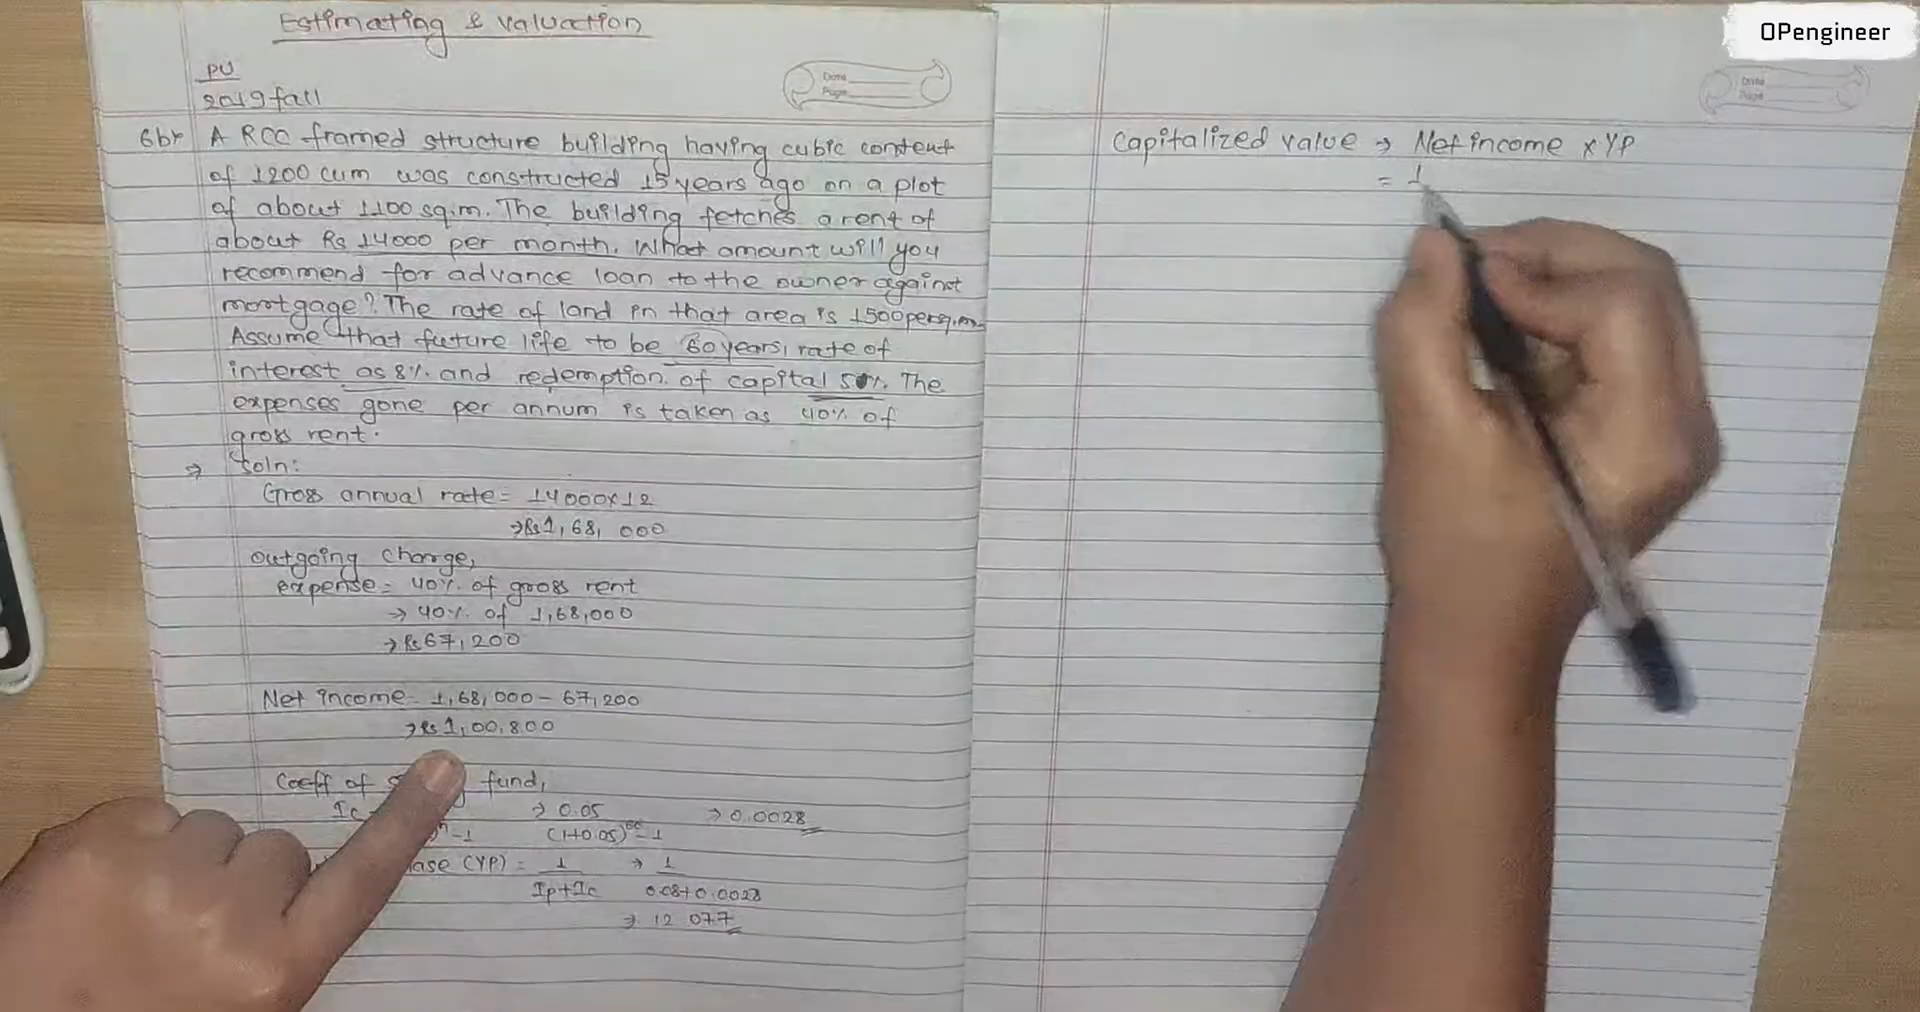 OPengineer
Estimating & valuation
PU
2019 fall
Date
Page
6br A RCC framed structure building having cubic content
of 1200 cum was constructed 15 years ago on a plot
of about 1100 sq.m. The building fetches a rent of
about Rs 14000 per month. What amount will you
recommend for advance loan to the owner against
mortgage? The rate of land in that area is 1500 per sq.m.
Assume that future life to be 60 years, rate of
interest as 8% and redemption of capital 5%. The
expenses gone per annum is taken as 40% of
gross rent.
⇒ Soln:
Gross annual rate = 14000x12
→ Rs 1,68,000
outgoing charge,
expense = 40% of gross rent
→ 40% of 1,68,000
→ Rs 67,200
Net income = 1,68,000 - 67,200
→ Rs 1,00,800
Coeff of fund,
Ic → 0.05 → 0.0028
-1 (1+0.05)^60 - 1
(YP) = 1 → 1
Ip+Ic 0.08+0.0028
→ 12.077
Date
Page
Capitalized value → Net income x YP
= 1